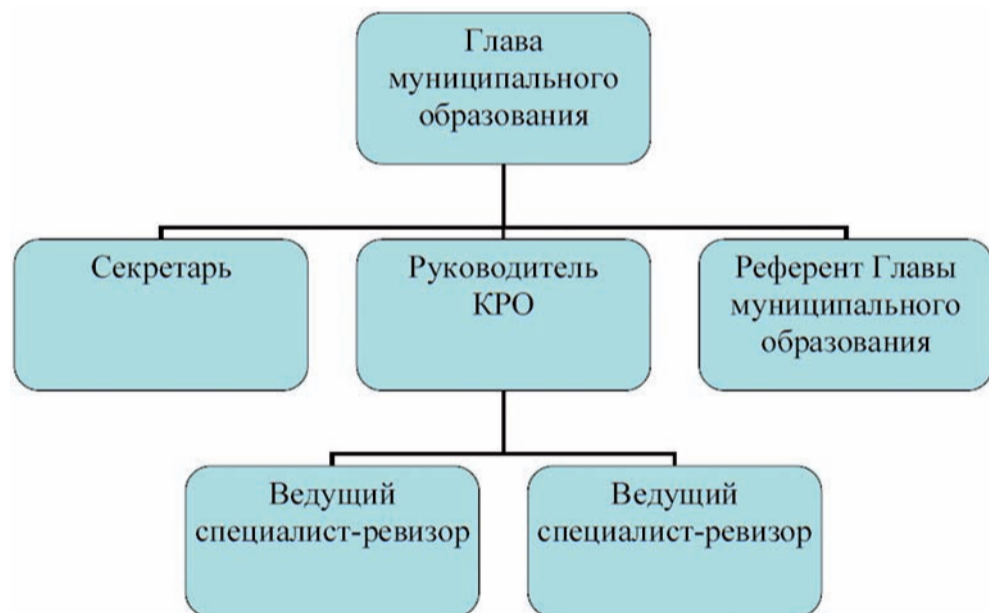 Глава
муниципального
образования
Секретарь
Руководитель
КРО
Референт Главы
муниципального
образования
Ведущий
специалист-ревизор
Ведущий
специалист-ревизор